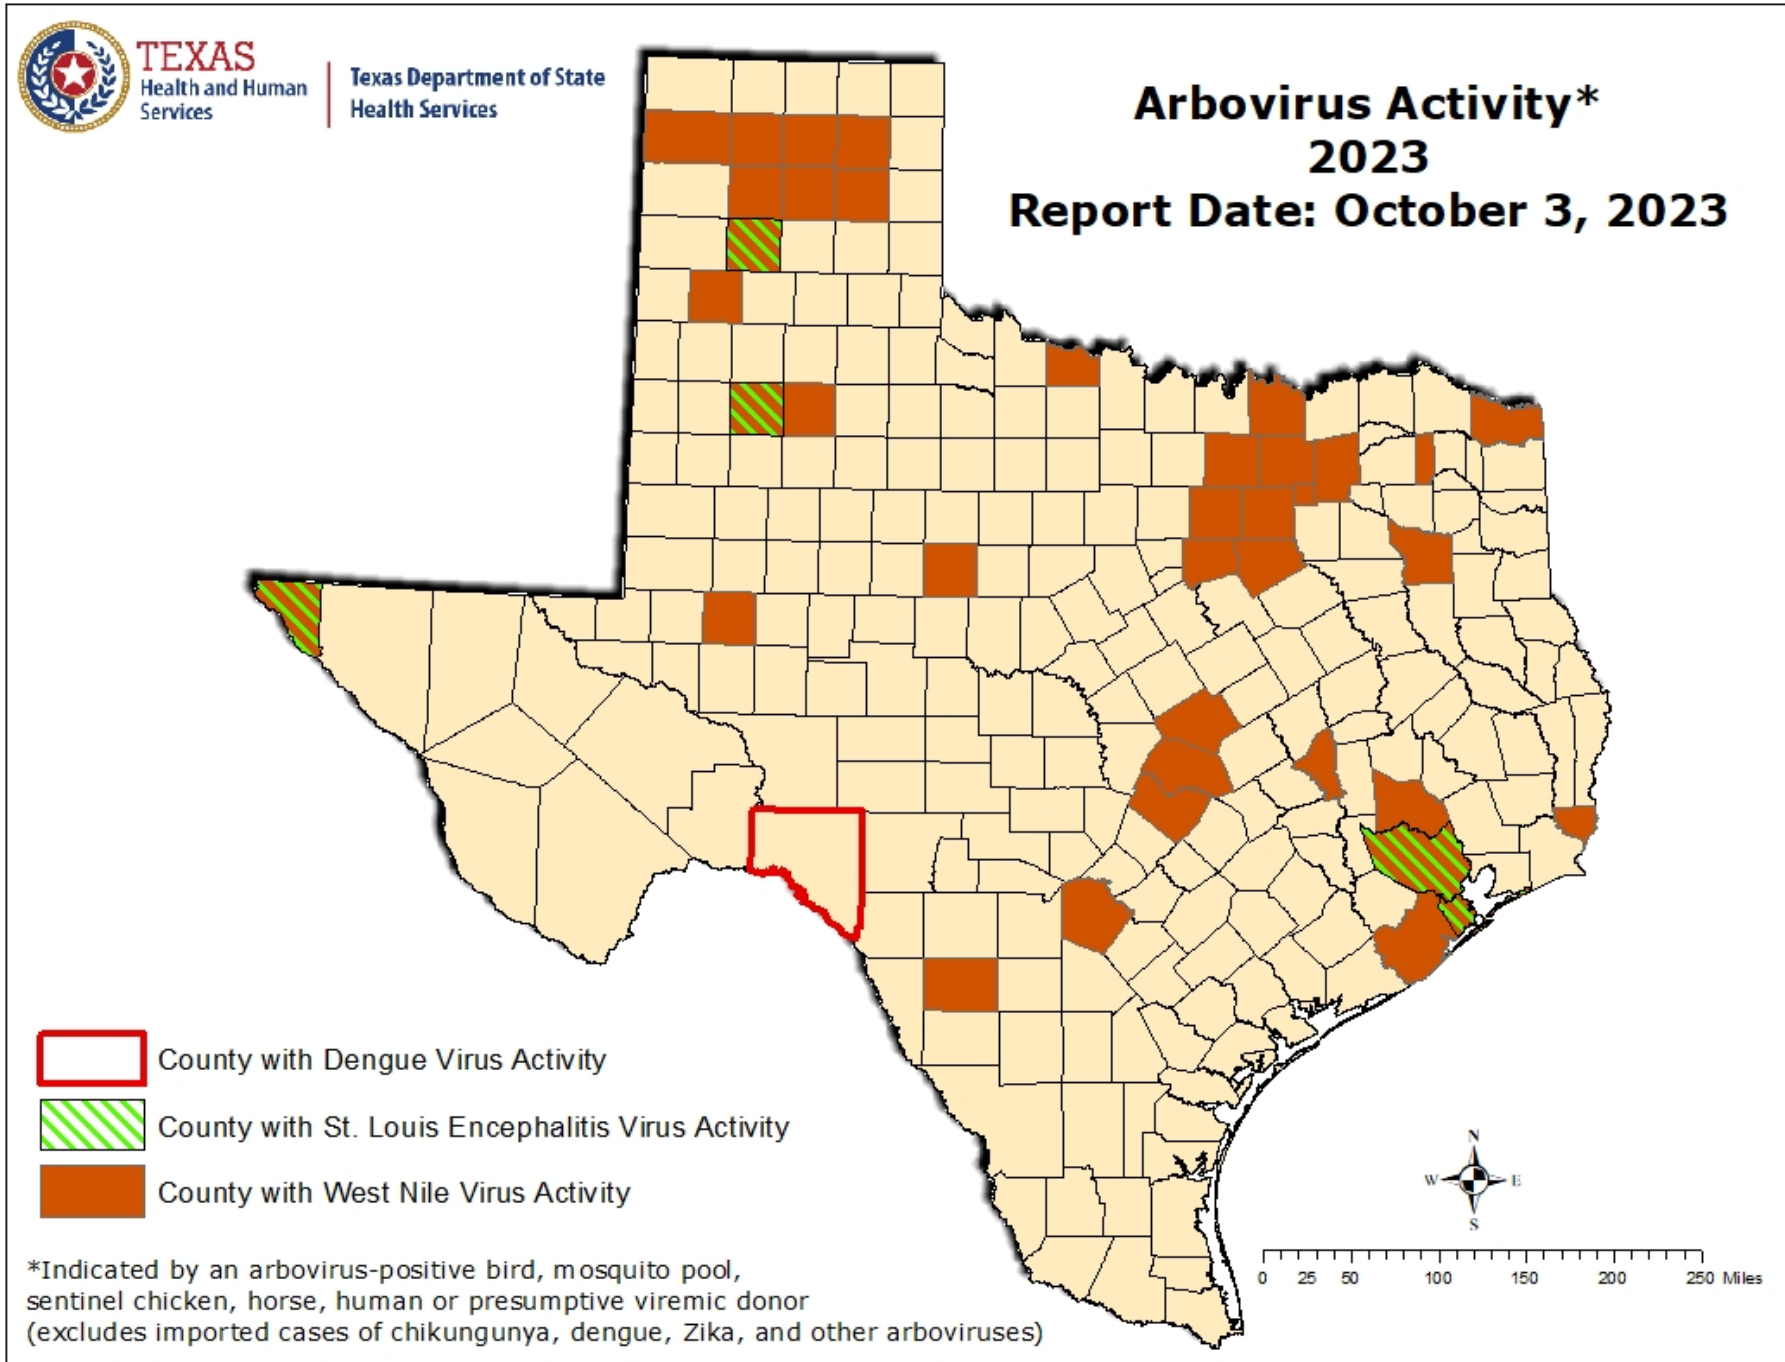 TEXAS
Health and Human
Services
Texas Department of State
Health Services
Arbovirus Activity*
2023
Report Date: October 3, 2023
County with Dengue Virus Activity
County with St. Louis Encephalitis Virus Activity
County with West Nile Virus Activity
*Indicated by an arbovirus-positive bird, mosquito pool,
sentinel chicken, horse, human or presumptive viremic donor
(excludes imported cases of chikungunya, dengue, Zika, and other arboviruses)
N
W E
S
0 25 50 100 150 200 250 Miles